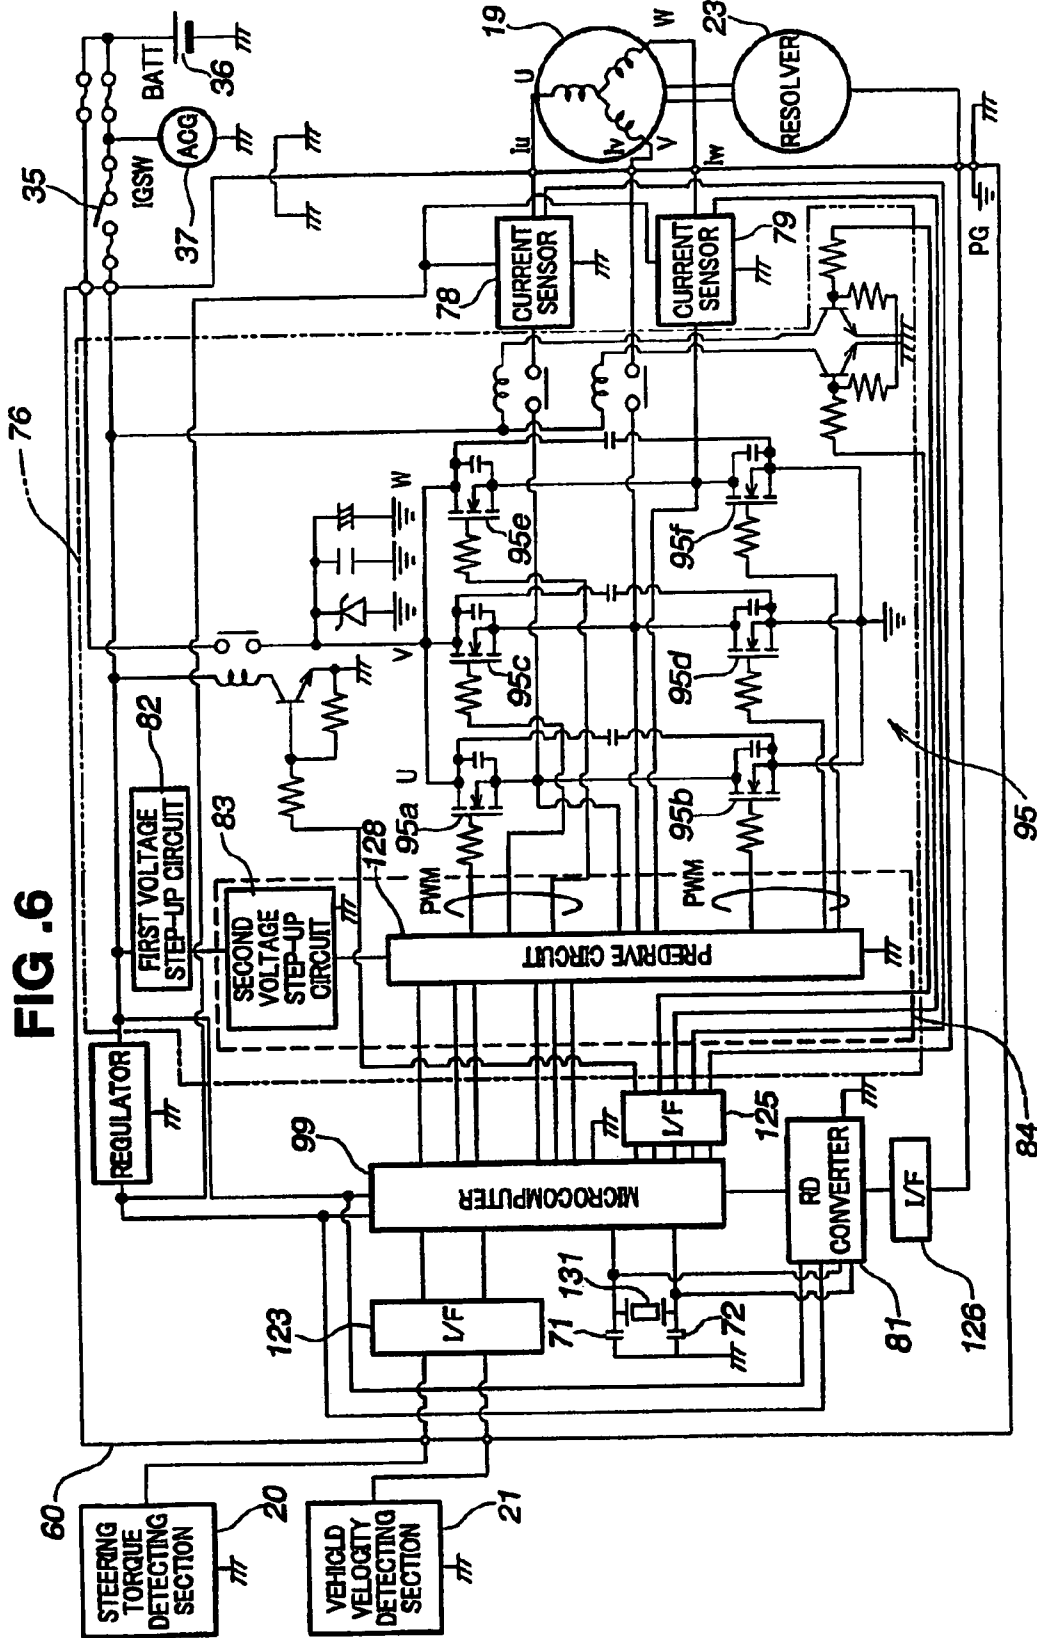 FIG .6
60
STEERING
TORQUE
DETECTING
SECTION
20
VEHICLD
VELOCITY
DETECTING
SECTION
21
123
I/F
99
MICROCOMPUTER
REGULATOR
71
131
72
I/F
125
RD
CONVERTER
81
I/F
126
84
FIRST VOLTAGE
STEP-UP CIRCUIT
82
SECOND
VOLTAGE
STEP-UP
CIRCUIT
83
128
PREDRIVE CIRCUIT
PWM
PWM
76
U
V
W
95a
95b
95c
95d
95e
95f
95
35
IGSW
BATT
36
ACG
37
CURRENT
SENSOR
78
CURRENT
SENSOR
79
Iu
Iv
Iw
U
V
W
19
RESOLVER
23
PG